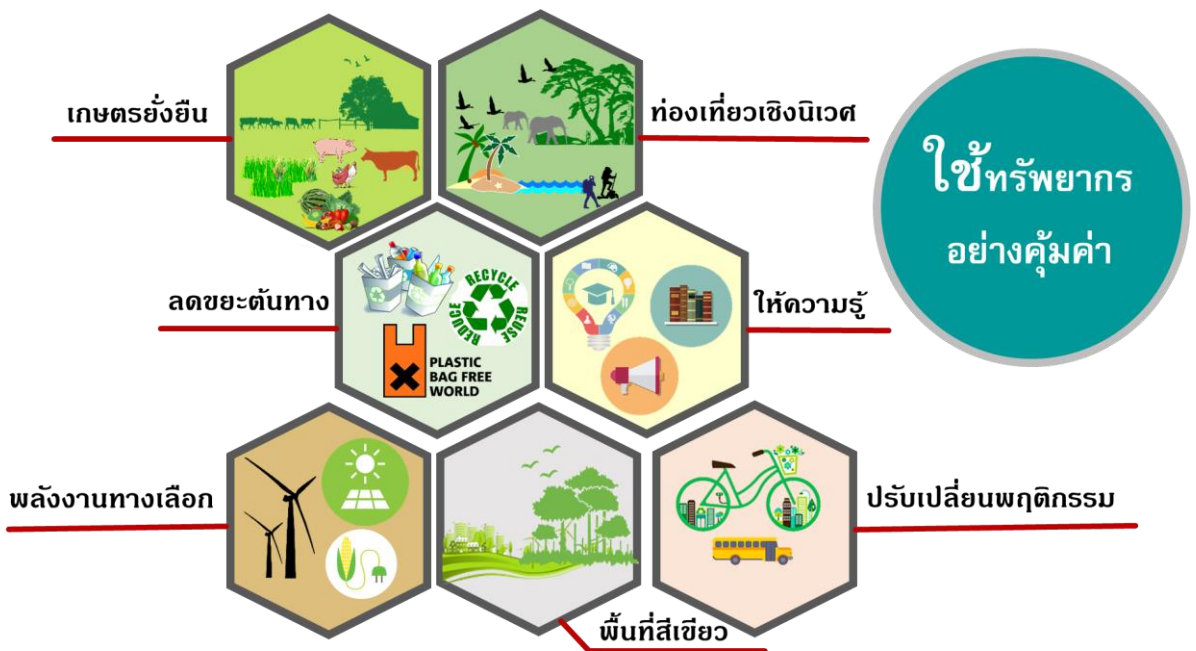 เกษตรยั่งยืน
ท่องเที่ยวเชิงนิเวศ
ใช้ทรัพยากร
อย่างคุ้มค่า
ลดขยะต้นทาง
REDUCE
RECYCLE
REUSE
PLASTIC
BAG FREE
WORLD
ให้ความรู้
พลังงานทางเลือก
ปรับเปลี่ยนพฤติกรรม
พื้นที่สีเขียว